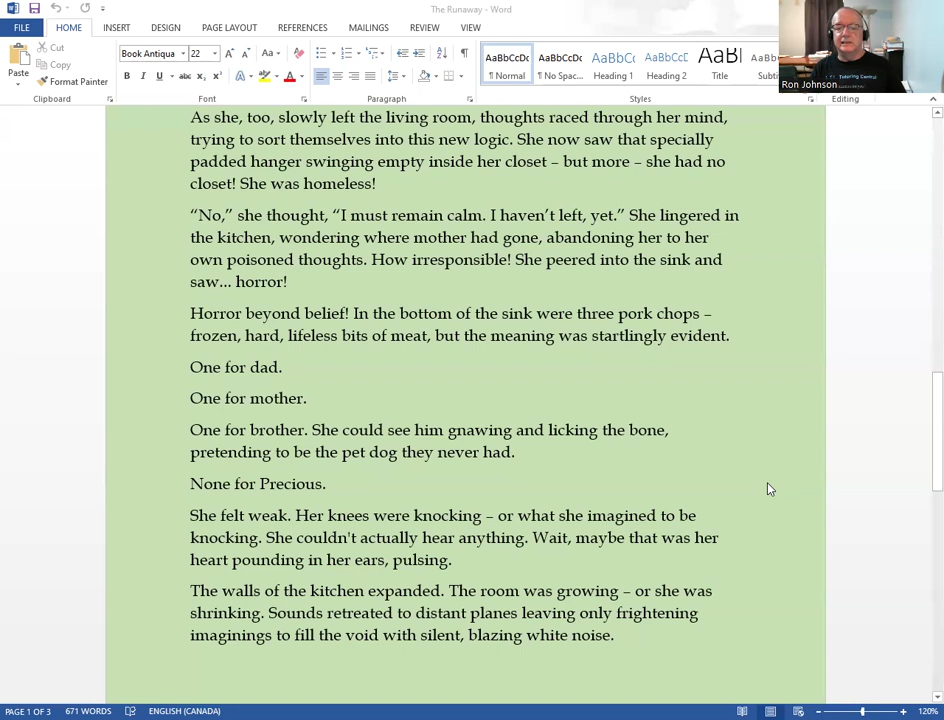 The Runaway - Word
FILE
HOME
INSERT
DESIGN
PAGE LAYOUT
REFERENCES
MAILINGS
REVIEW
VIEW
Paste
Cut
Copy
Format Painter
Clipboard
Book Antiqua
22
Font
Paragraph
AaBbCcDc
¶ Normal
AaBbCcDc
¶ No Spac...
AaBbCc
Heading 1
AaBbCcD
Heading 2
AaBl
Title
Styles
Editing
Tutoring Central
Ron Johnson
As she, too, slowly left the living room, thoughts raced through her mind,
trying to sort themselves into this new logic. She now saw that specially
padded hanger swinging empty inside her closet – but more – she had no
closet! She was homeless!
“No,” she thought, “I must remain calm. I haven’t left, yet.” She lingered in
the kitchen, wondering where mother had gone, abandoning her to her
own poisoned thoughts. How irresponsible! She peered into the sink and
saw... horror!
Horror beyond belief! In the bottom of the sink were three pork chops –
frozen, hard, lifeless bits of meat, but the meaning was startlingly evident.
One for dad.
One for mother.
One for brother. She could see him gnawing and licking the bone,
pretending to be the pet dog they never had.
None for Precious.
She felt weak. Her knees were knocking – or what she imagined to be
knocking. She couldn't actually hear anything. Wait, maybe that was her
heart pounding in her ears, pulsing.
The walls of the kitchen expanded. The room was growing – or she was
shrinking. Sounds retreated to distant planes leaving only frightening
imaginings to fill the void with silent, blazing white noise.
PAGE 1 OF 3
671 WORDS
ENGLISH (CANADA)
120%